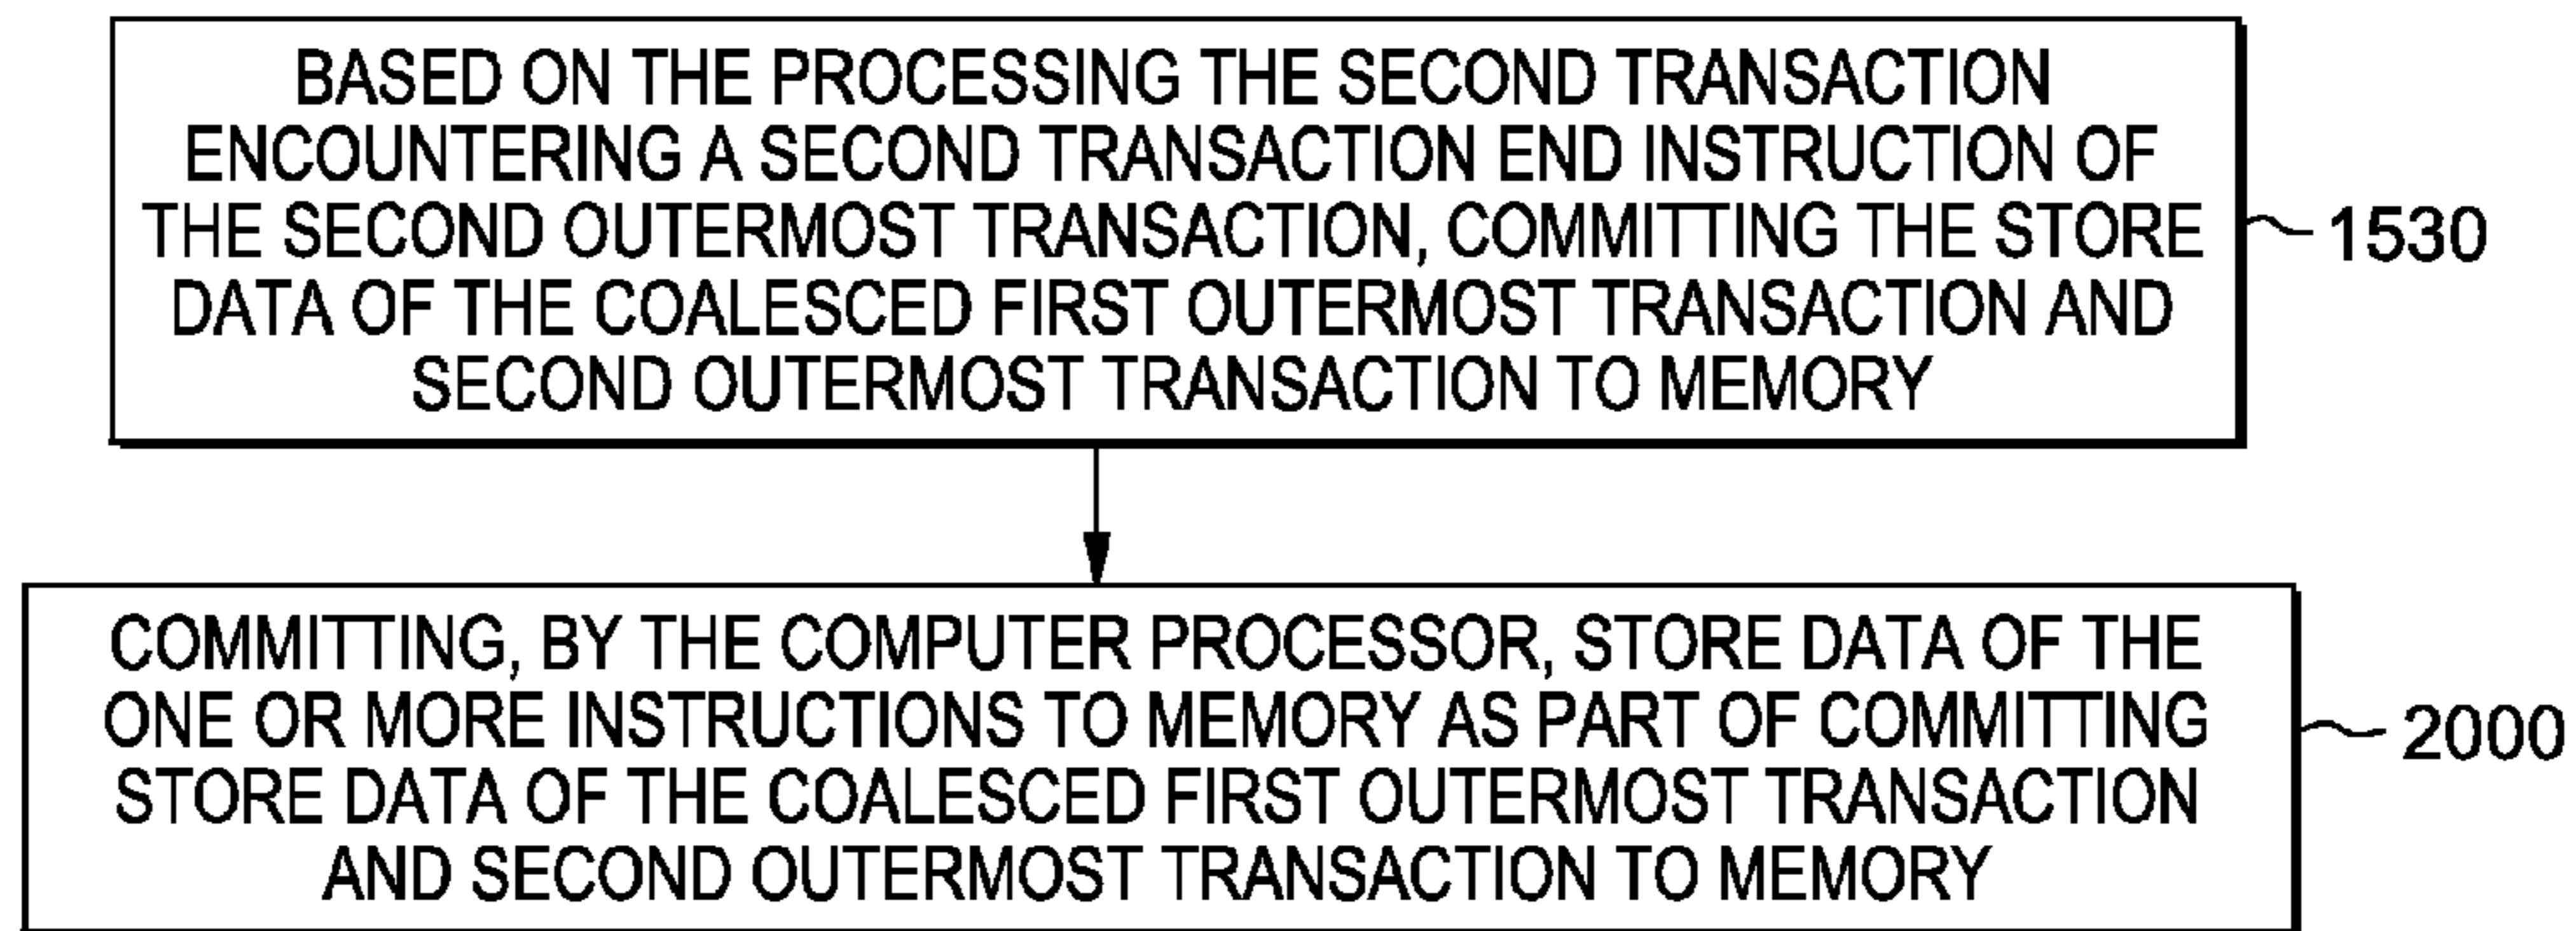 BASED ON THE PROCESSING THE SECOND TRANSACTION
ENCOUNTERING A SECOND TRANSACTION END INSTRUCTION OF
THE SECOND OUTERMOST TRANSACTION, COMMITTING THE STORE
DATA OF THE COALESCED FIRST OUTERMOST TRANSACTION AND
SECOND OUTERMOST TRANSACTION TO MEMORY
1530
COMMITTING, BY THE COMPUTER PROCESSOR, STORE DATA OF THE
ONE OR MORE INSTRUCTIONS TO MEMORY AS PART OF COMMITTING
STORE DATA OF THE COALESCED FIRST OUTERMOST TRANSACTION
AND SECOND OUTERMOST TRANSACTION TO MEMORY
2000